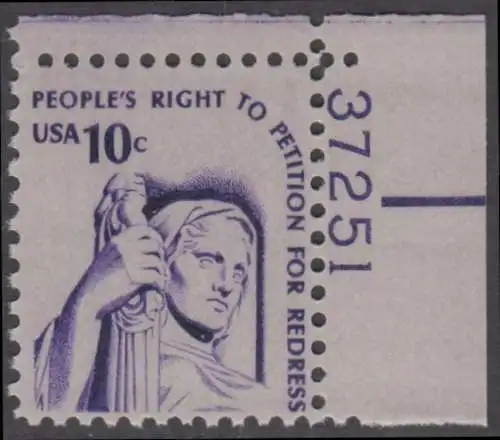 PEOPLE'S RIGHT TO PETITION FOR REDRESS
USA 10c
37251